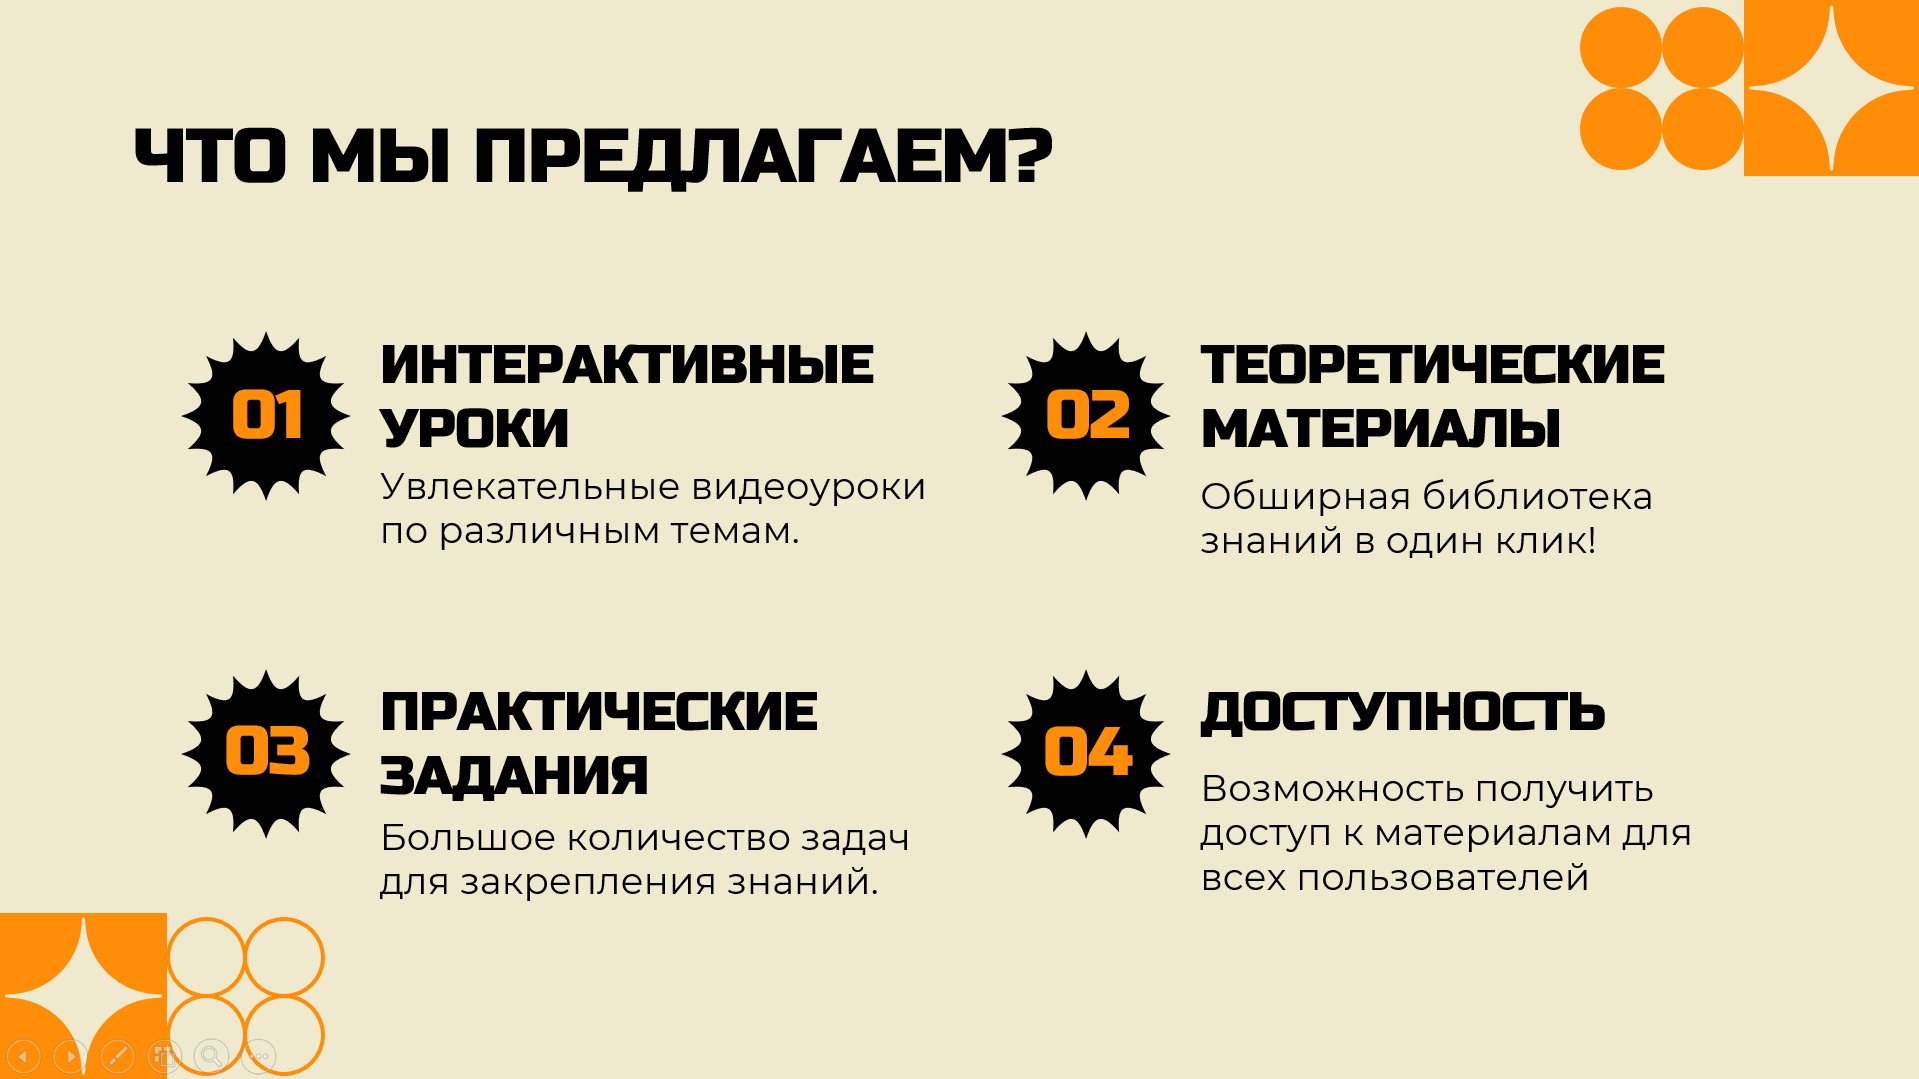 ЧТО МЫ ПРЕДЛАГАЕМ?
01
ИНТЕРАКТИВНЫЕ
УРОКИ
Увлекательные видеоуроки
по различным темам.
02
ТЕОРЕТИЧЕСКИЕ
МАТЕРИАЛЫ
Обширная библиотека
знаний в один клик!
03
ПРАКТИЧЕСКИЕ
ЗАДАНИЯ
Большое количество задач
для закрепления знаний.
04
ДОСТУПНОСТЬ
Возможность получить
доступ к материалам для
всех пользователей